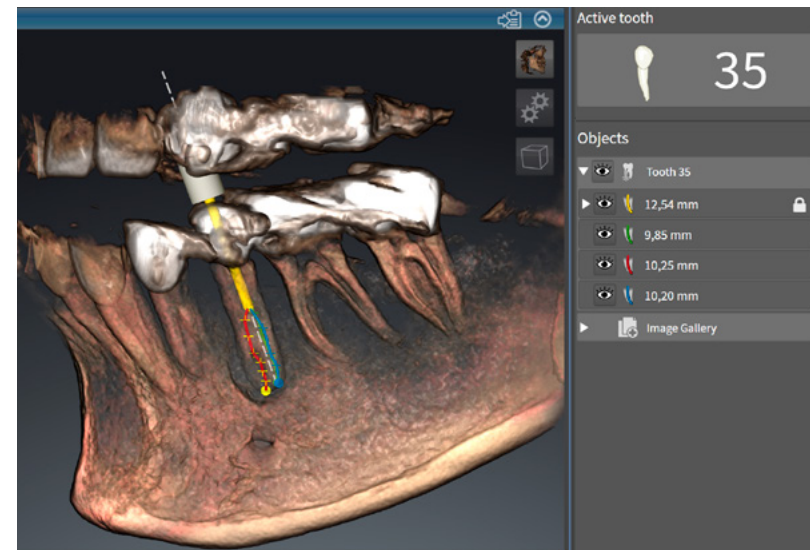 Active tooth
35
Objects
Tooth 35
12,54 mm
9,85 mm
10,25 mm
10,20 mm
Image Gallery